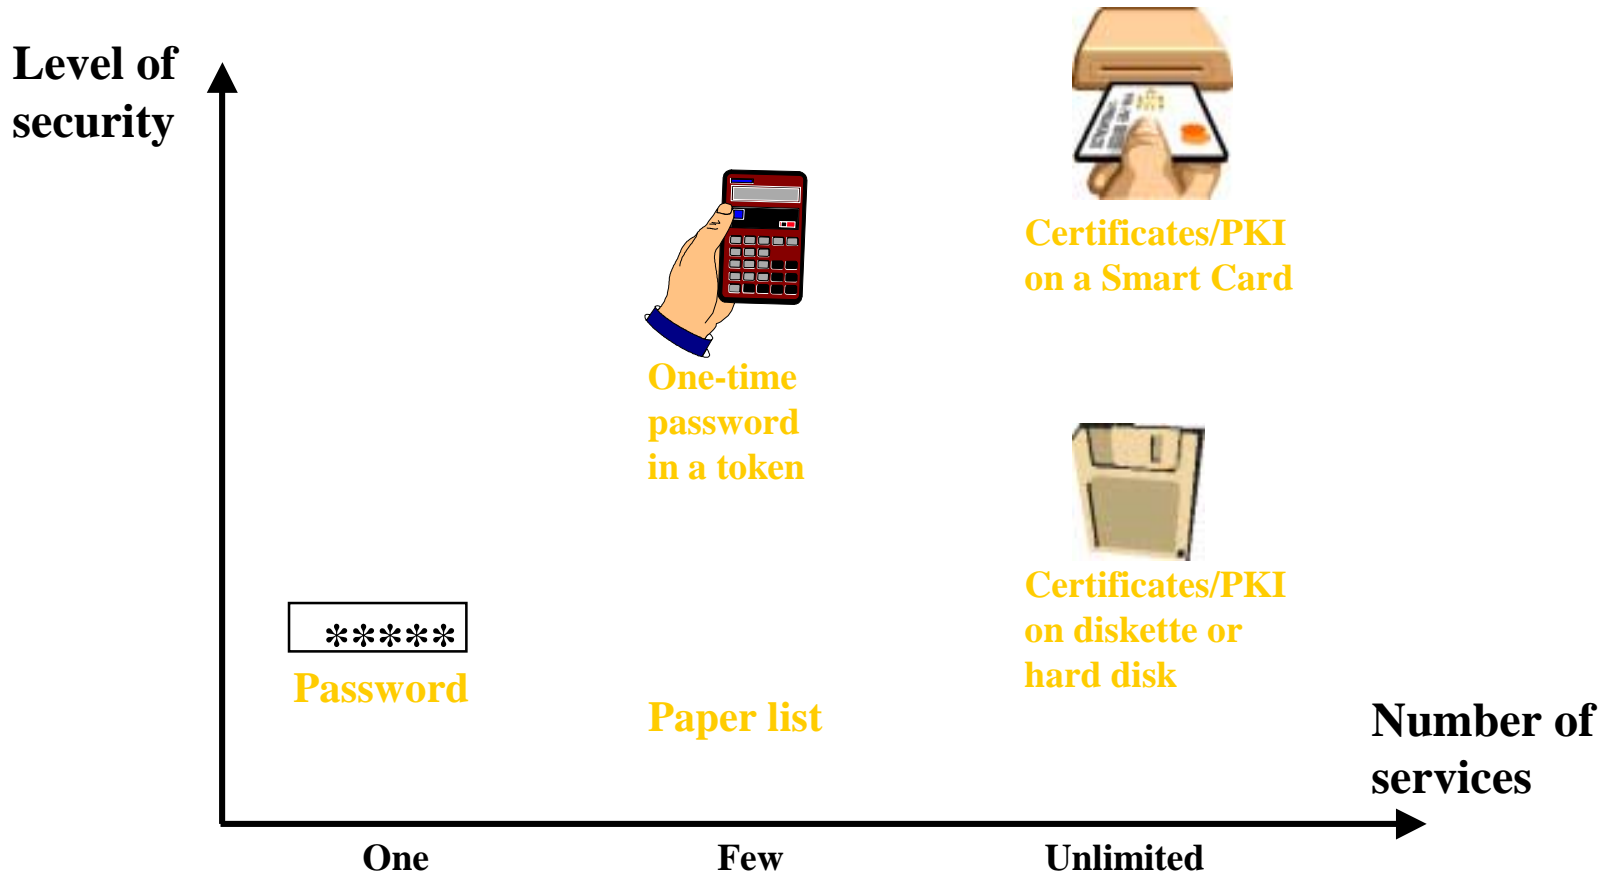 Level of
security
Certificates/PKI
on a Smart Card
One-time
password
in a token
*****
Password
Certificates/PKI
on diskette or
hard disk
Paper list
Number of
services
One
Few
Unlimited